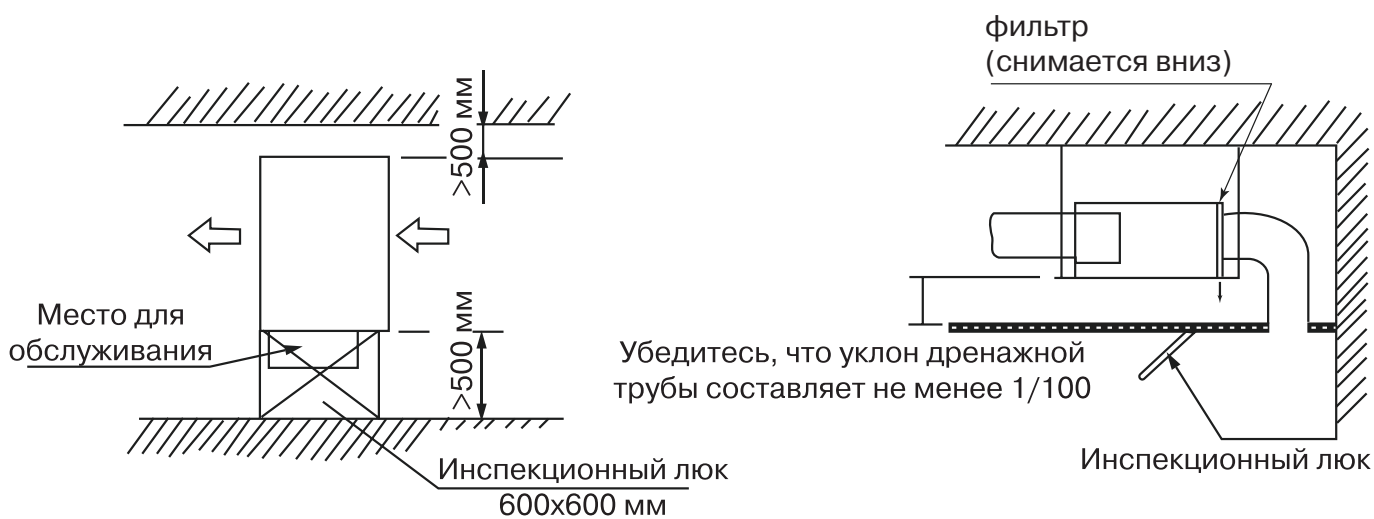 >500 мм
Место для
обслуживания
>500 мм
Инспекционный люк
600х600 мм
фильтр
(снимается вниз)
Убедитесь, что уклон дренажной
трубы составляет не менее 1/100
Инспекционный люк